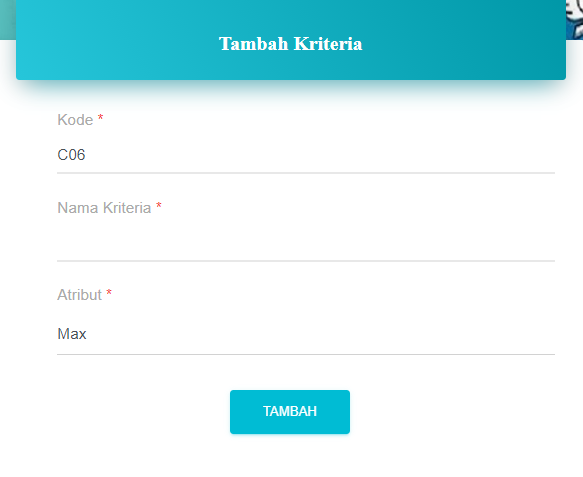 Tambah Kriteria
Kode *
C06
Nama Kriteria *
Atribut *
Max
TAMBAH